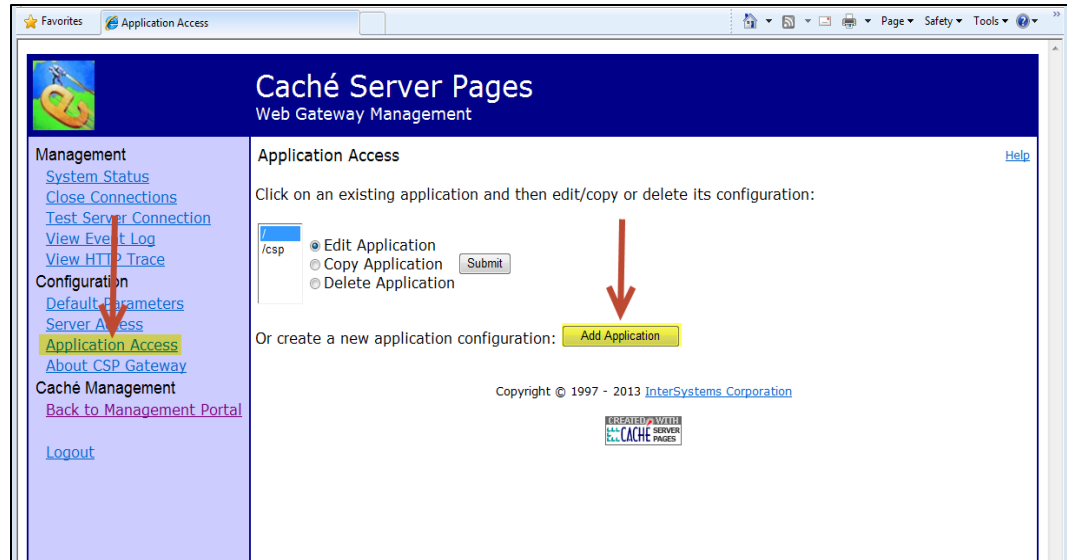 Favorites Application Access Page Safety Tools
Caché Server Pages
Web Gateway Management
Management
System Status
Close Connections
Test Server Connection
View Event Log
View HTTP Trace
Configuration
Default Parameters
Server Access
Application Access
About CSP Gateway
Caché Management
Back to Management Portal
Logout
Application Access Help
Click on an existing application and then edit/copy or delete its configuration:
/
/csp
Edit Application
Copy Application Submit
Delete Application
Or create a new application configuration: Add Application
Copyright © 1997 - 2013 InterSystems Corporation
CREATED WITH
CACHÉ SERVER PAGES